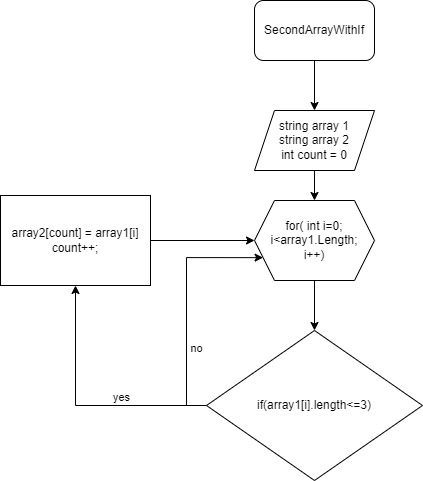 SecondArrayWithIf
string array 1
string array 2
int count = 0
for( int i=0;
i<array1.Length;
i++)
array2[count] = array1[i]
count++;
no
yes
if(array1[i].length<=3)